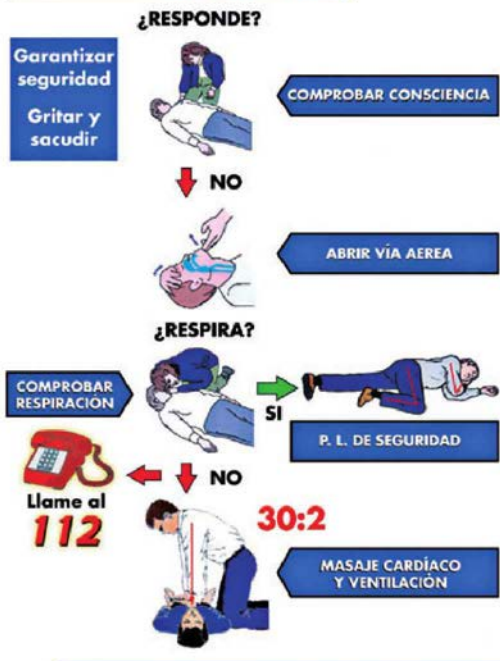 ¿RESPONDE?
Garantizar
seguridad
Gritar y
sacudir
COMPROBAR CONSCIENCIA
NO
ABRIR VÍA AEREA
¿RESPIRA?
COMPROBAR
RESPIRACIÓN
SI
P. L. DE SEGURIDAD
NO
Llame al
112
30:2
MASAJE CARDÍACO
Y VENTILACIÓN